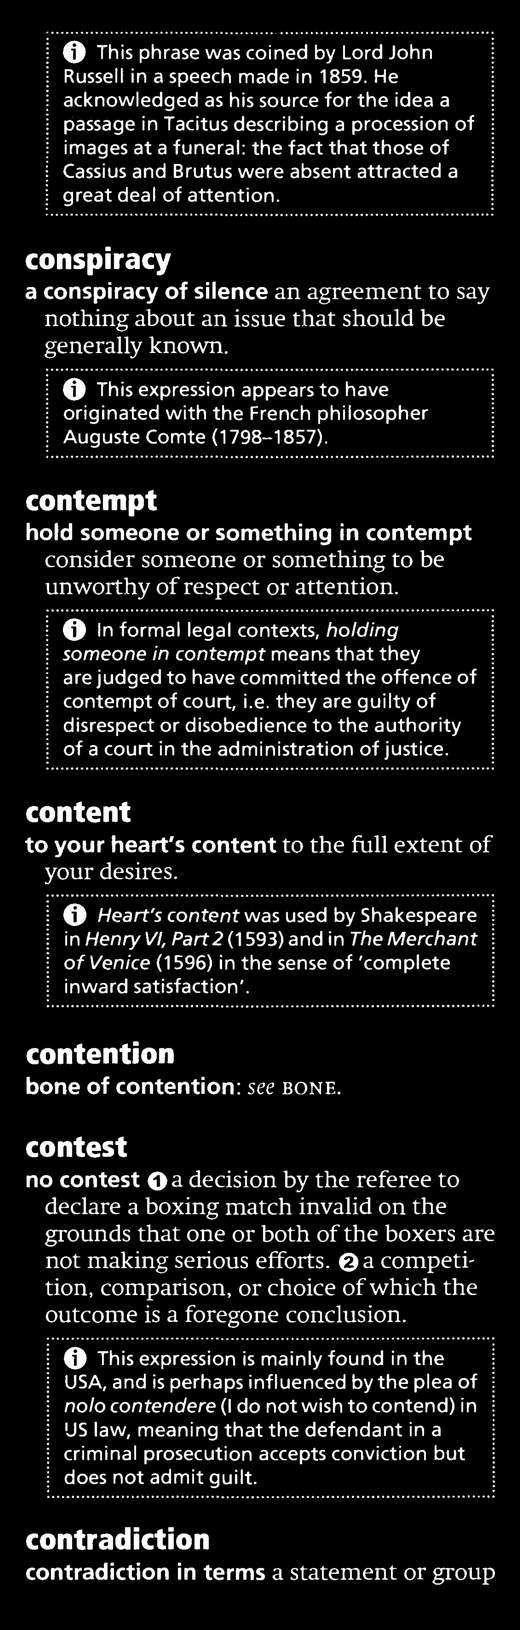 i This phrase was coined by Lord John
Russell in a speech made in 1859. He
acknowledged as his source for the idea a
passage in Tacitus describing a procession of
images at a funeral: the fact that those of
Cassius and Brutus were absent attracted a
great deal of attention.
conspiracy
a conspiracy of silence an agreement to say
nothing about an issue that should be
generally known.
i This expression appears to have
originated with the French philosopher
Auguste Comte (1798–1857).
contempt
hold someone or something in contempt
consider someone or something to be
unworthy of respect or attention.
i In formal legal contexts, holding
someone in contempt means that they
are judged to have committed the offence of
contempt of court, i.e. they are guilty of
disrespect or disobedience to the authority
of a court in the administration of justice.
content
to your heart's content to the full extent of
your desires.
i Heart's content was used by Shakespeare
in Henry VI, Part 2 (1593) and in The Merchant
of Venice (1596) in the sense of 'complete
inward satisfaction'.
contention
bone of contention: see BONE.
contest
no contest ❶ a decision by the referee to
declare a boxing match invalid on the
grounds that one or both of the boxers are
not making serious efforts. ❷ a competi-
tion, comparison, or choice of which the
outcome is a foregone conclusion.
i This expression is mainly found in the
USA, and is perhaps influenced by the plea of
nolo contendere (I do not wish to contend) in
US law, meaning that the defendant in a
criminal prosecution accepts conviction but
does not admit guilt.
contradiction
contradiction in terms a statement or group